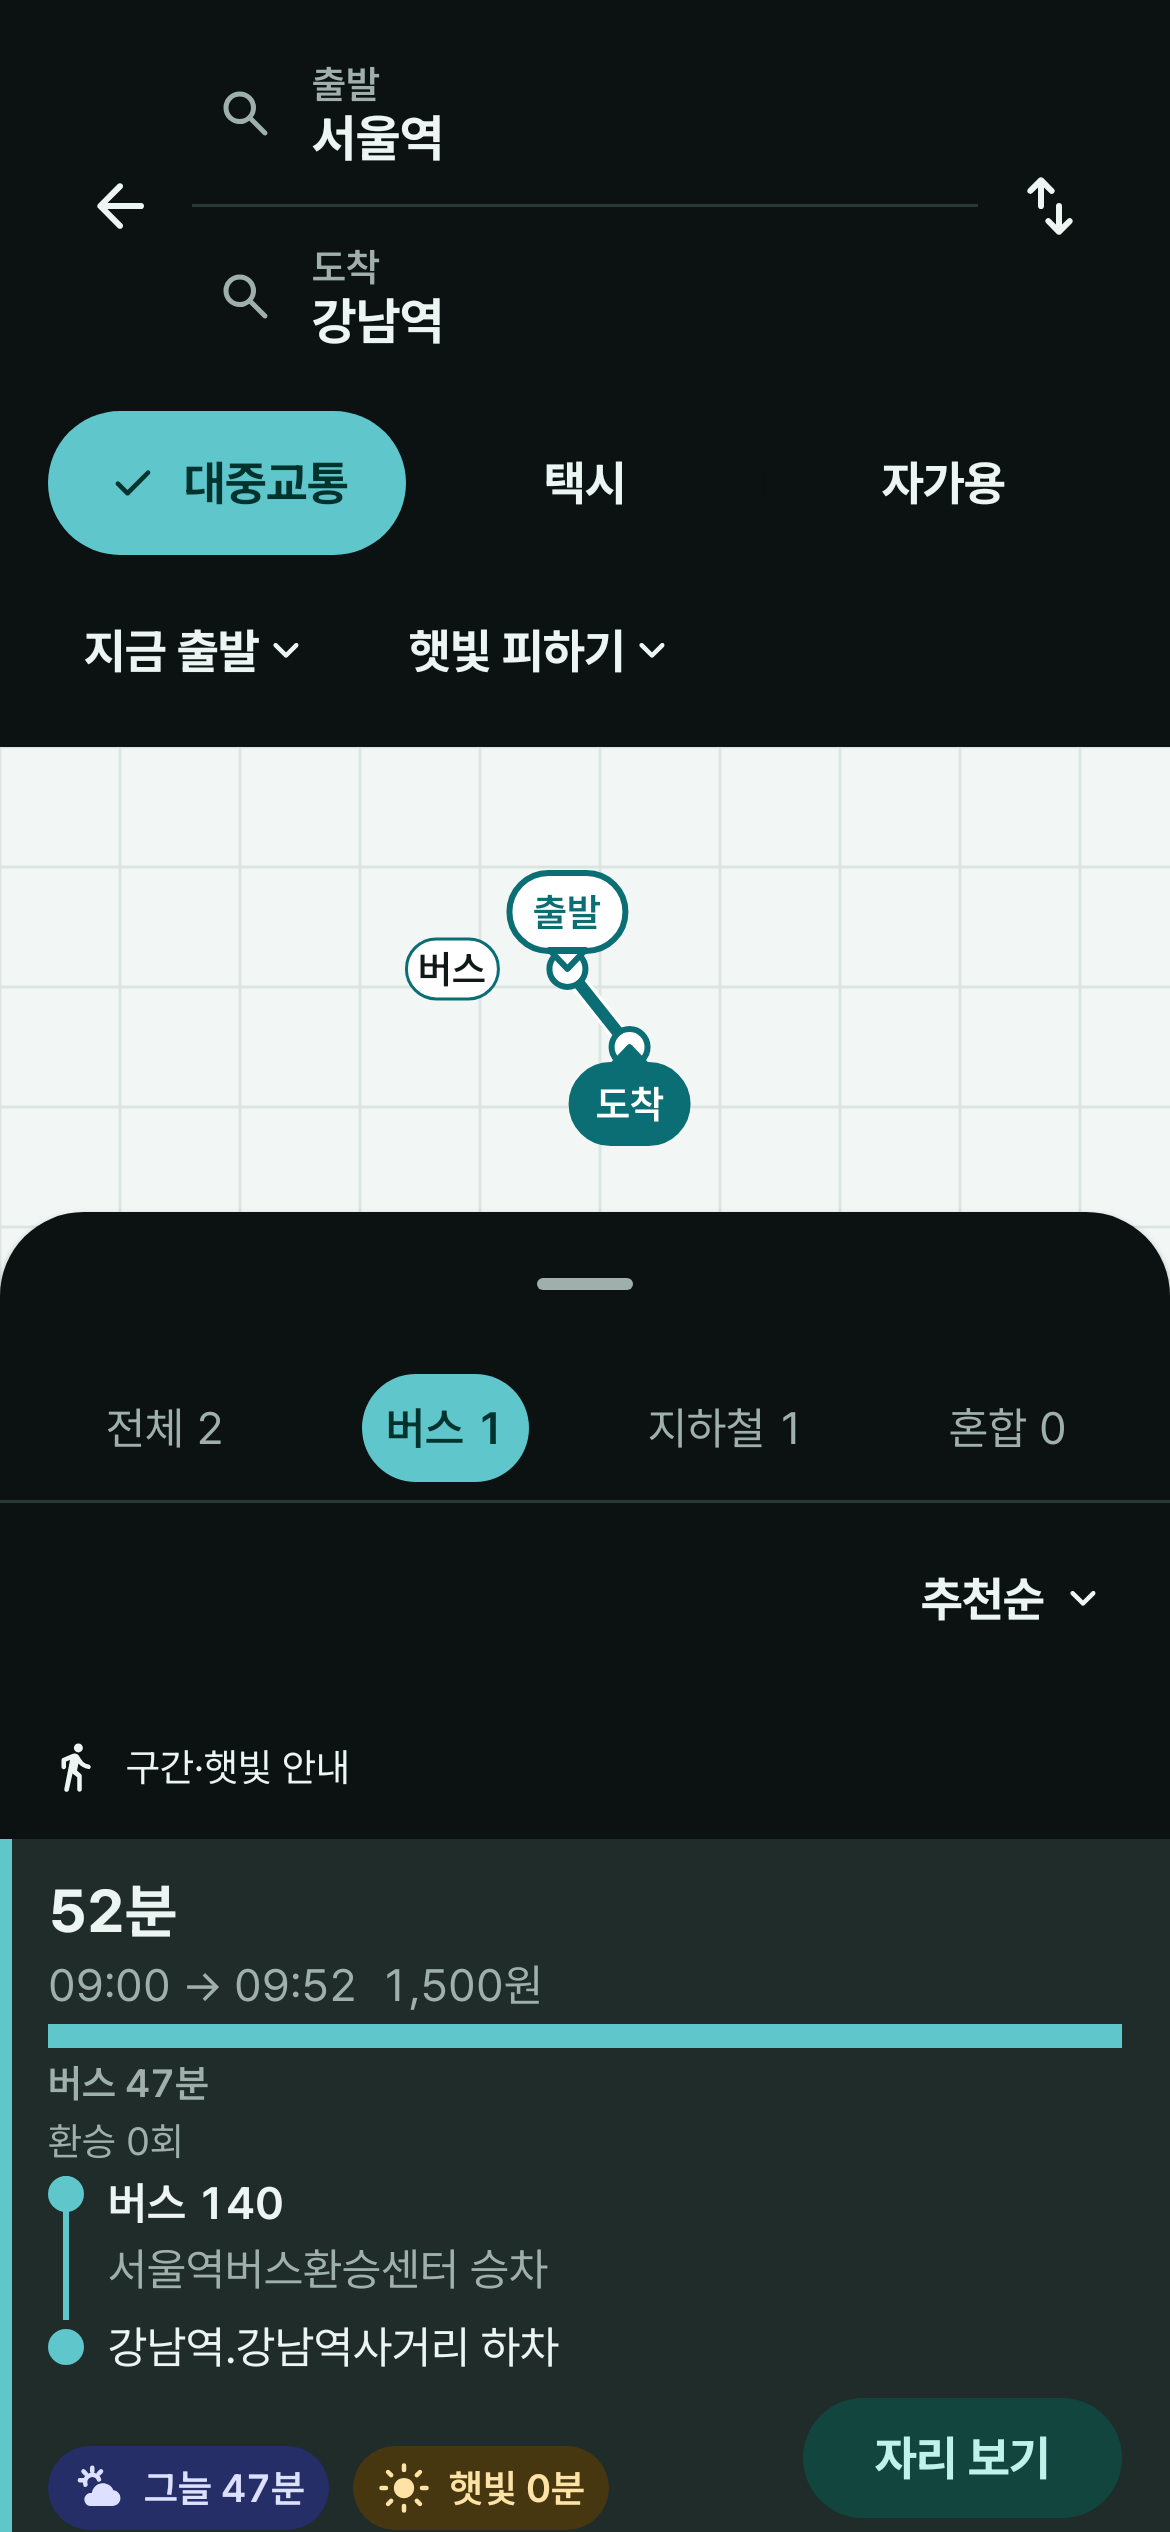 출발
서울역
도착
강남역
대중교통
택시
자가용
지금 출발
햇빛 피하기
출발
버스
도착
전체 2
버스 1
지하철 1
혼합 0
추천순
구간·햇빛 안내
52분
09:00 → 09:52 1,500원
버스 47분
환승 0회
버스 140
서울역버스환승센터 승차
강남역.강남역사거리 하차
자리 보기
그늘 47분
햇빛 0분